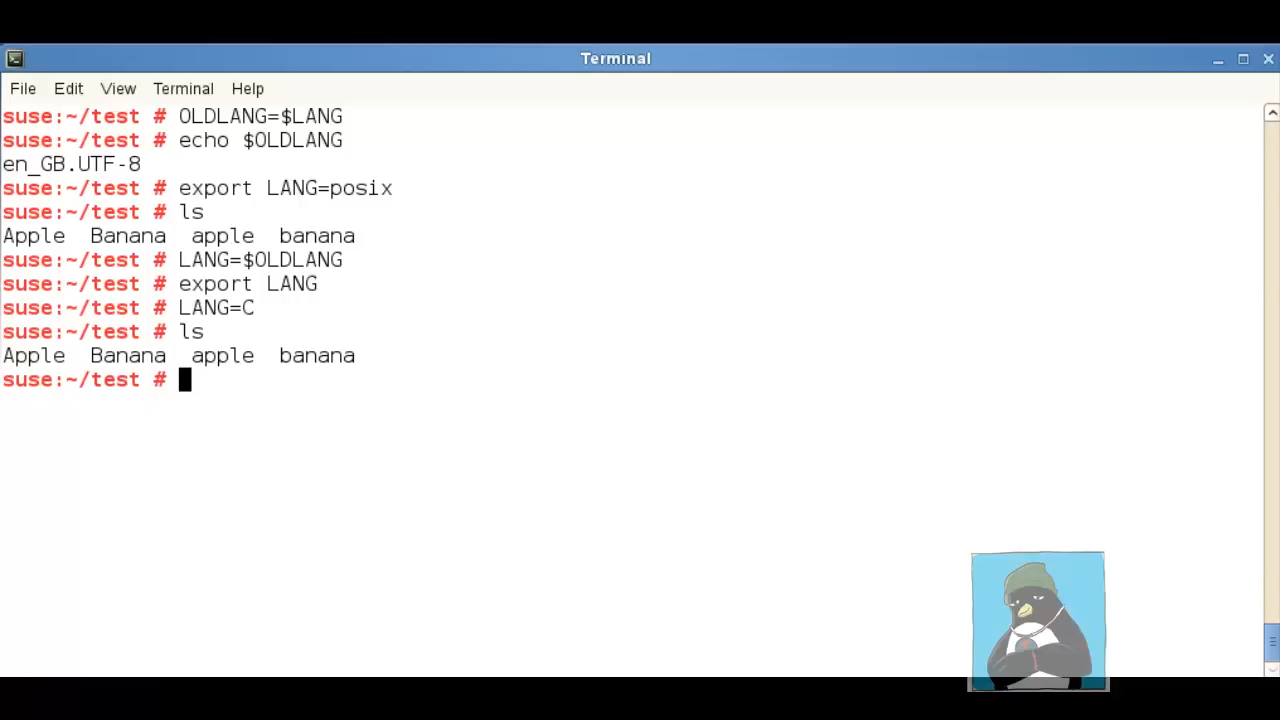 Terminal
File Edit View Terminal Help
suse:~/test # OLDLANG=$LANG
suse:~/test # echo $OLDLANG
en_GB.UTF-8
suse:~/test # export LANG=posix
suse:~/test # ls
Apple  Banana  apple  banana
suse:~/test # LANG=$OLDLANG
suse:~/test # export LANG
suse:~/test # LANG=C
suse:~/test # ls
Apple  Banana  apple  banana
suse:~/test #